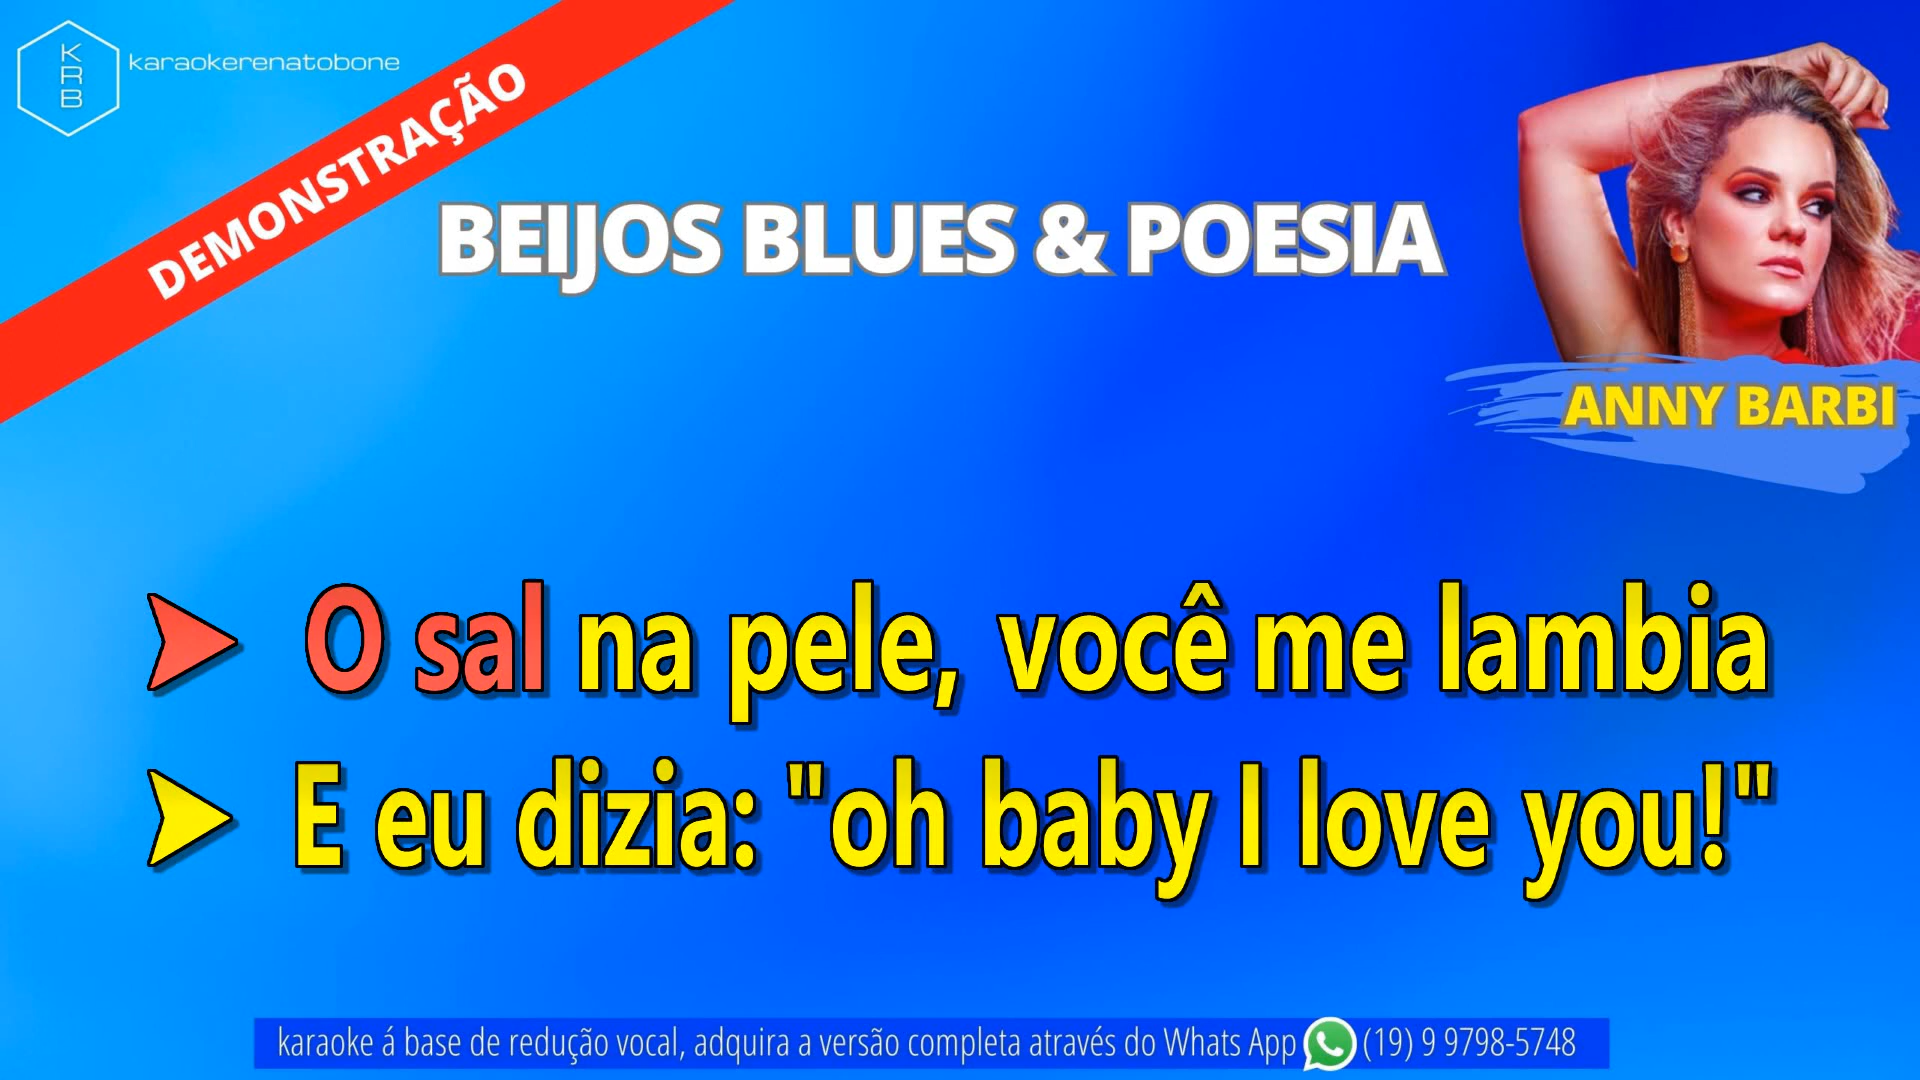 KRB
karaokerenatobone
DEMONSTRAÇÃO
BEIJOS BLUES & POESIA
ANNY BARBI
O sal na pele, você me lambia
E eu dizia: "oh baby I love you!"
karaoke á base de redução vocal, adquira a versão completa através do Whats App (19) 9 9798-5748